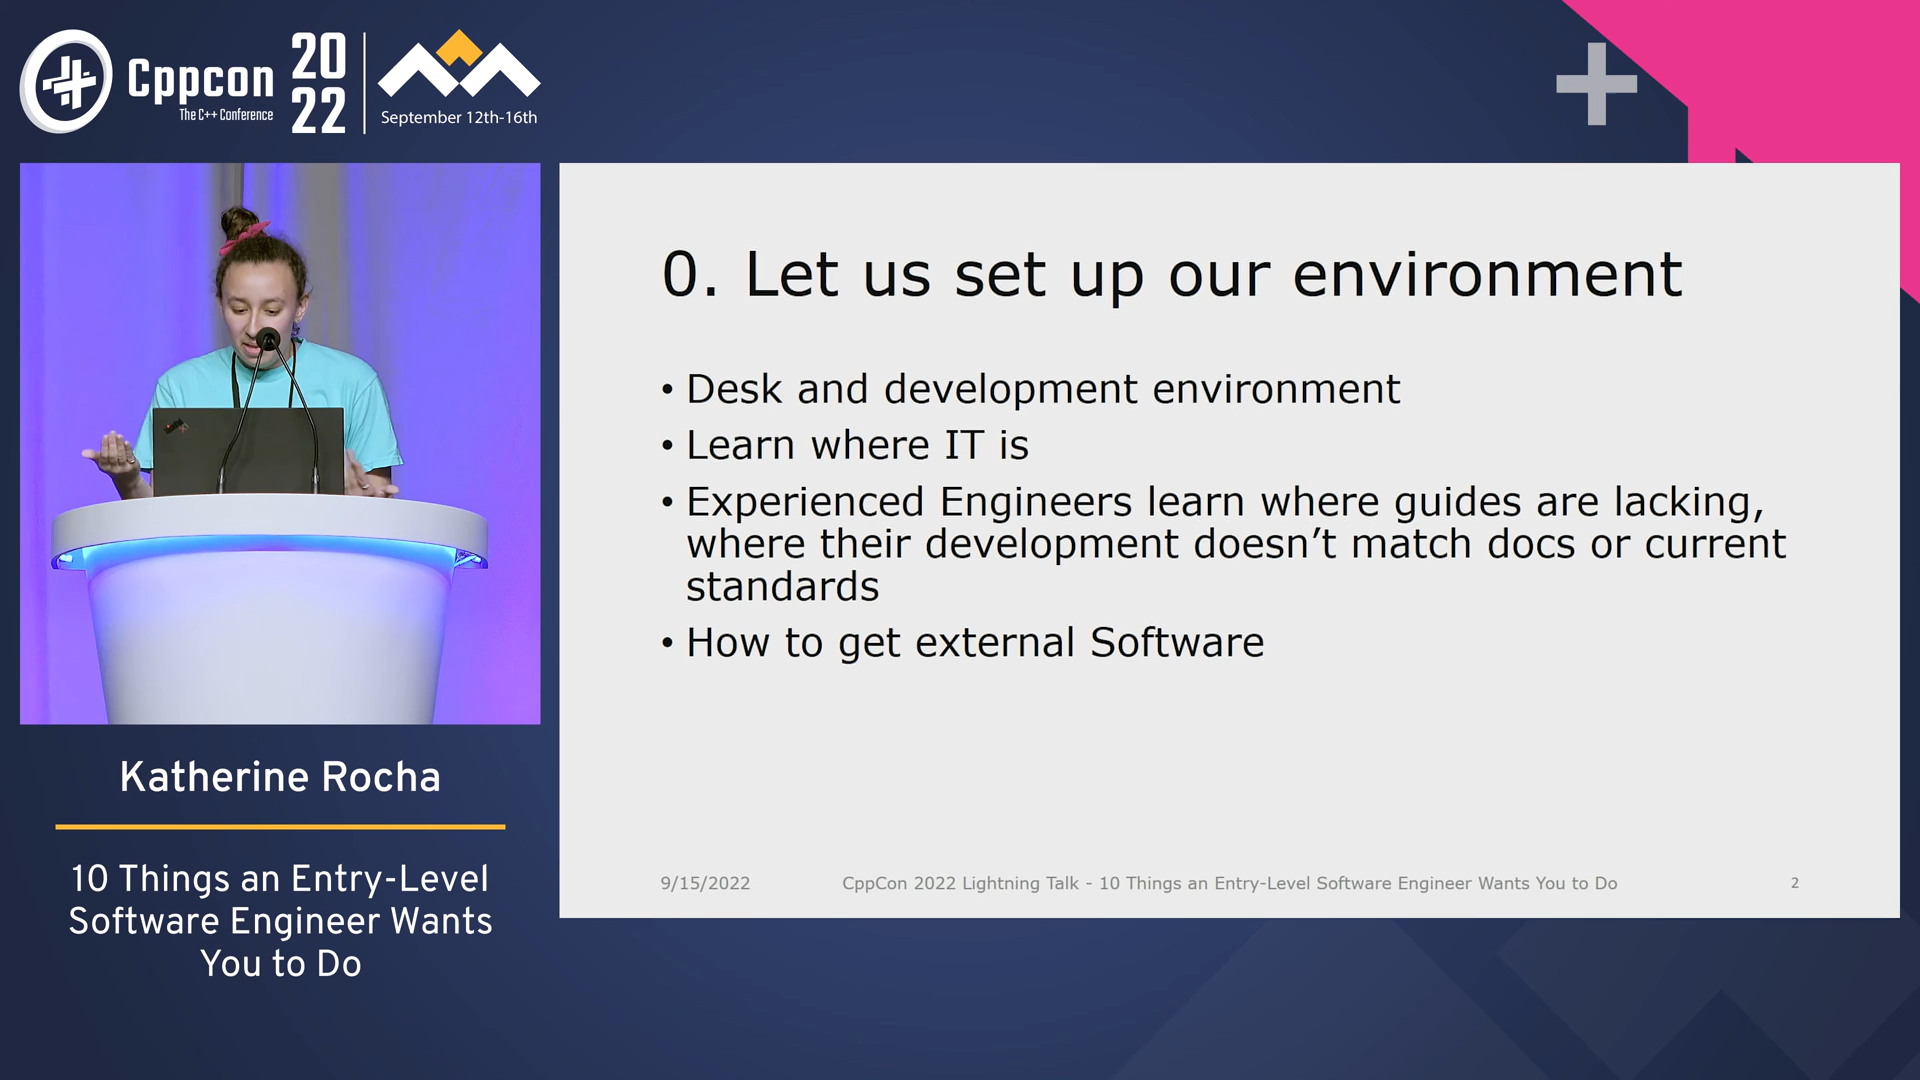 Cppcon
The C++ Conference
20
22
September 12th-16th
0. Let us set up our environment
• Desk and development environment
• Learn where IT is
• Experienced Engineers learn where guides are lacking,
where their development doesn’t match docs or current
standards
• How to get external Software
9/15/2022
CppCon 2022 Lightning Talk - 10 Things an Entry-Level Software Engineer Wants You to Do
2
Katherine Rocha
10 Things an Entry-Level
Software Engineer Wants
You to Do